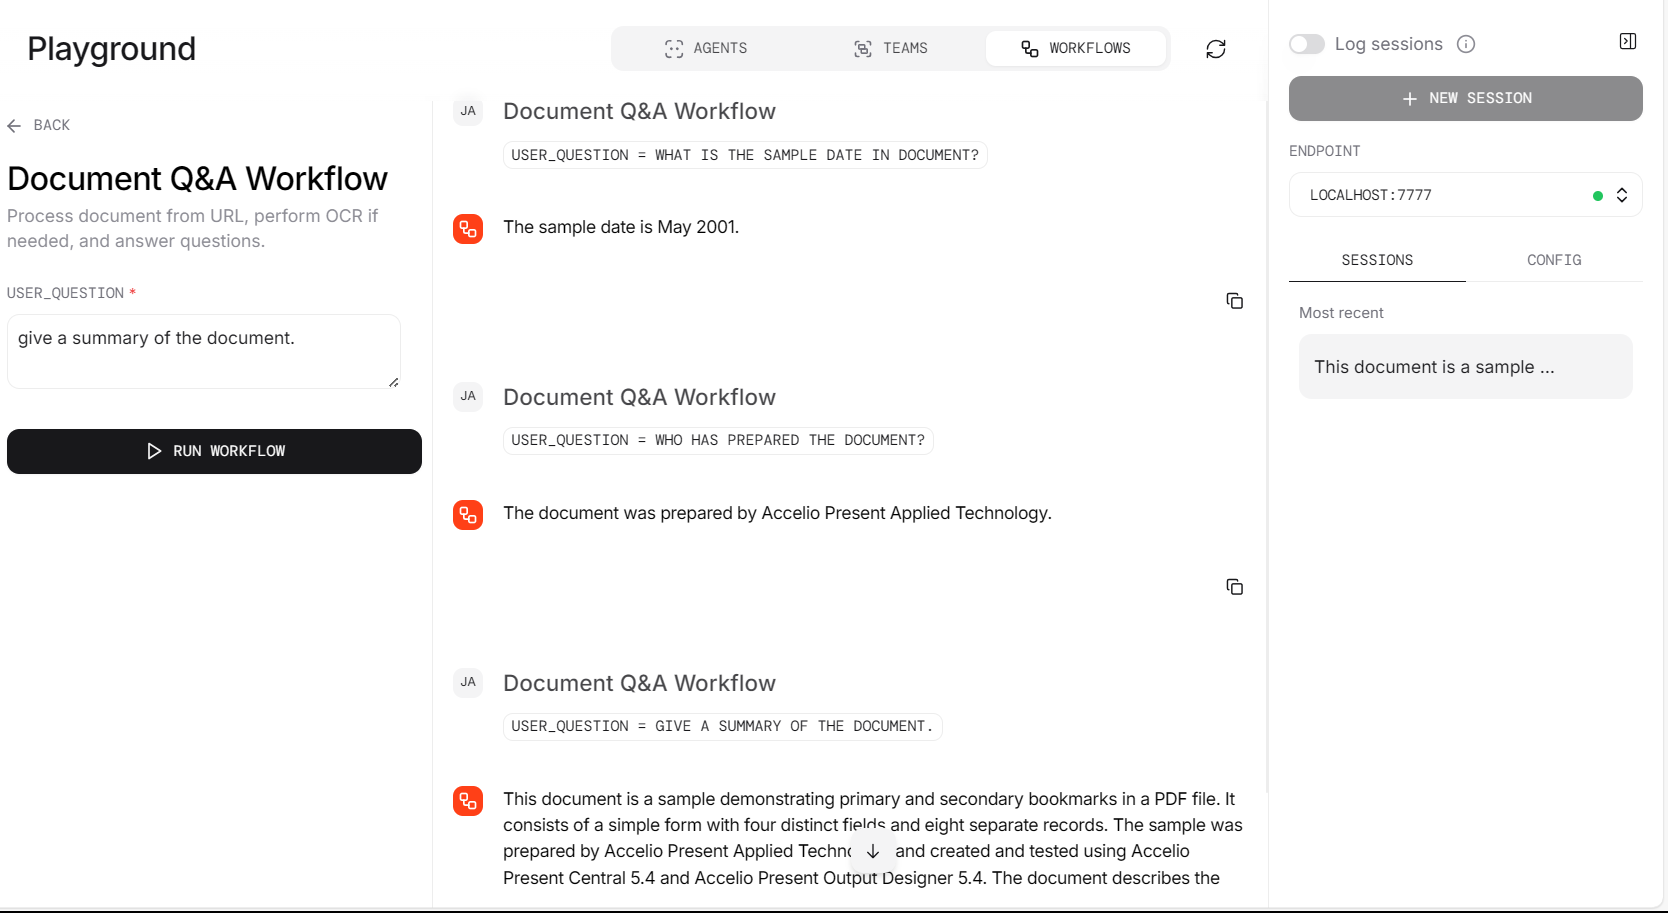 Playground
AGENTS
TEAMS
WORKFLOWS
BACK
Document Q&A Workflow
Process document from URL, perform OCR if
needed, and answer questions.
USER_QUESTION *
give a summary of the document.
RUN WORKFLOW
JA
Document Q&A Workflow
USER_QUESTION = WHAT IS THE SAMPLE DATE IN DOCUMENT?
The sample date is May 2001.
JA
Document Q&A Workflow
USER_QUESTION = WHO HAS PREPARED THE DOCUMENT?
The document was prepared by Accelio Present Applied Technology.
JA
Document Q&A Workflow
USER_QUESTION = GIVE A SUMMARY OF THE DOCUMENT.
This document is a sample demonstrating primary and secondary bookmarks in a PDF file. It
consists of a simple form with four distinct fields and eight separate records. The sample was
prepared by Accelio Present Applied and created and tested using Accelio
Present Central 5.4 and Accelio Present Output Designer 5.4. The document describes the
Log sessions
+ NEW SESSION
ENDPOINT
LOCALHOST:7777
SESSIONS
CONFIG
Most recent
This document is a sample ...